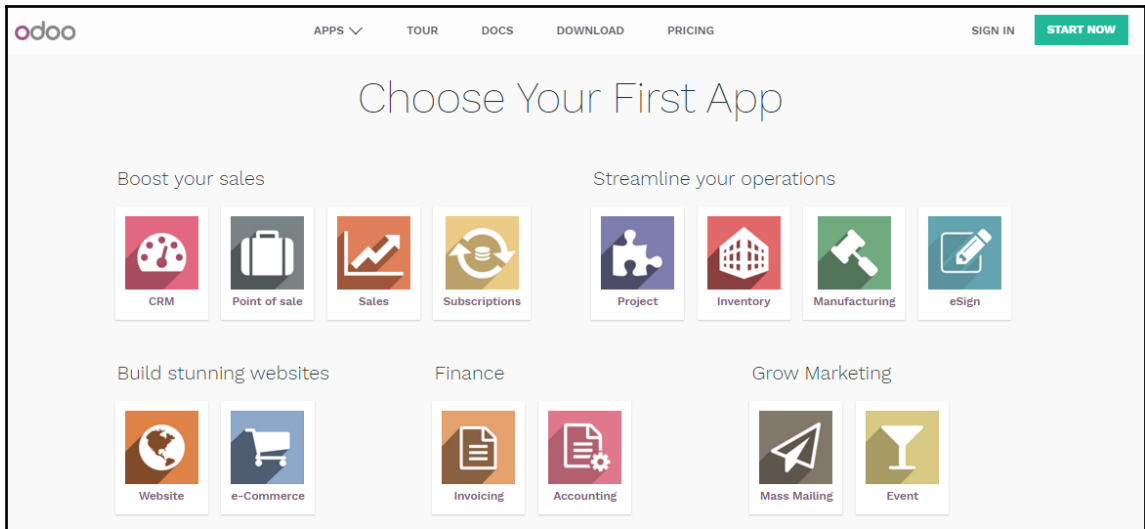 odoo APPS TOUR DOCS DOWNLOAD PRICING SIGN IN START NOW
Choose Your First App
Boost your sales
CRM Point of sale Sales Subscriptions
Streamline your operations
Project Inventory Manufacturing eSign
Build stunning websites
Website e-Commerce
Finance
Invoicing Accounting
Grow Marketing
Mass Mailing Event